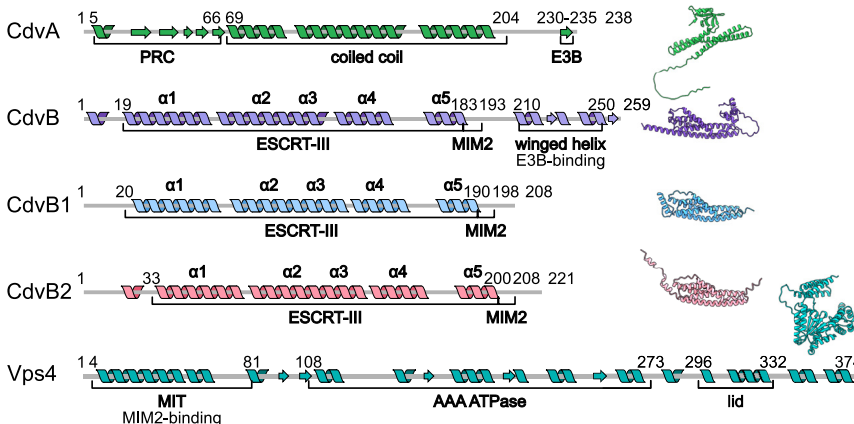 CdvA 1 5 66 69 204 230-235 238
PRC coiled coil E3B
CdvB 1 19 α1 α2 α3 α4 α5 183 193 210 250 259
ESCRT-III MIM2 winged helix
E3B-binding
CdvB1 1 20 α1 α2 α3 α4 α5 190 198 208
ESCRT-III MIM2
CdvB2 1 33 α1 α2 α3 α4 α5 200 208 221
ESCRT-III MIM2
Vps4 1 4 81 108 273 296 332 374
MIT AAA ATPase lid
MIM2-binding